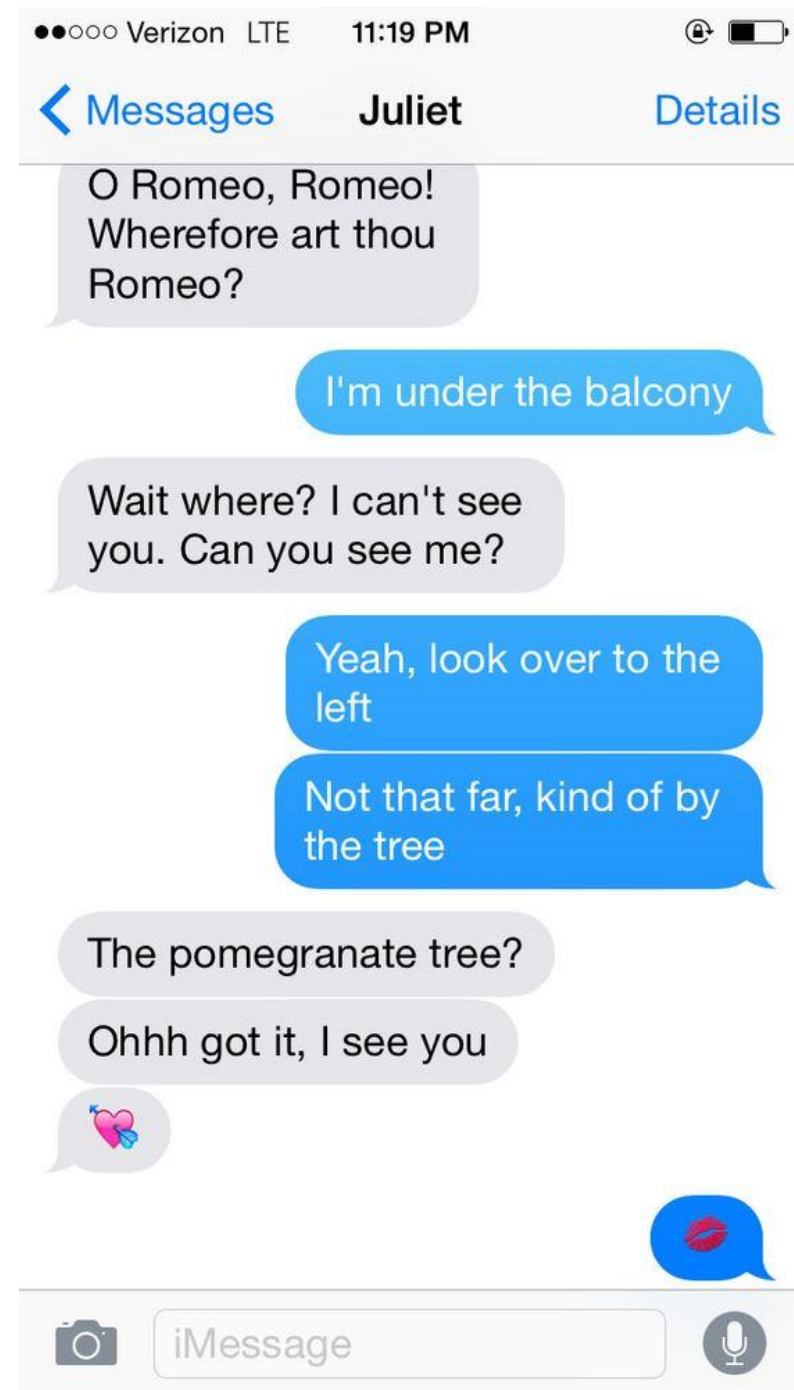 Verizon LTE 11:19 PM
Messages Juliet Details
O Romeo, Romeo!
Wherefore art thou
Romeo?
I'm under the balcony
Wait where? I can't see
you. Can you see me?
Yeah, look over to the
left
Not that far, kind of by
the tree
The pomegranate tree?
Ohhh got it, I see you
💘
💋
iMessage